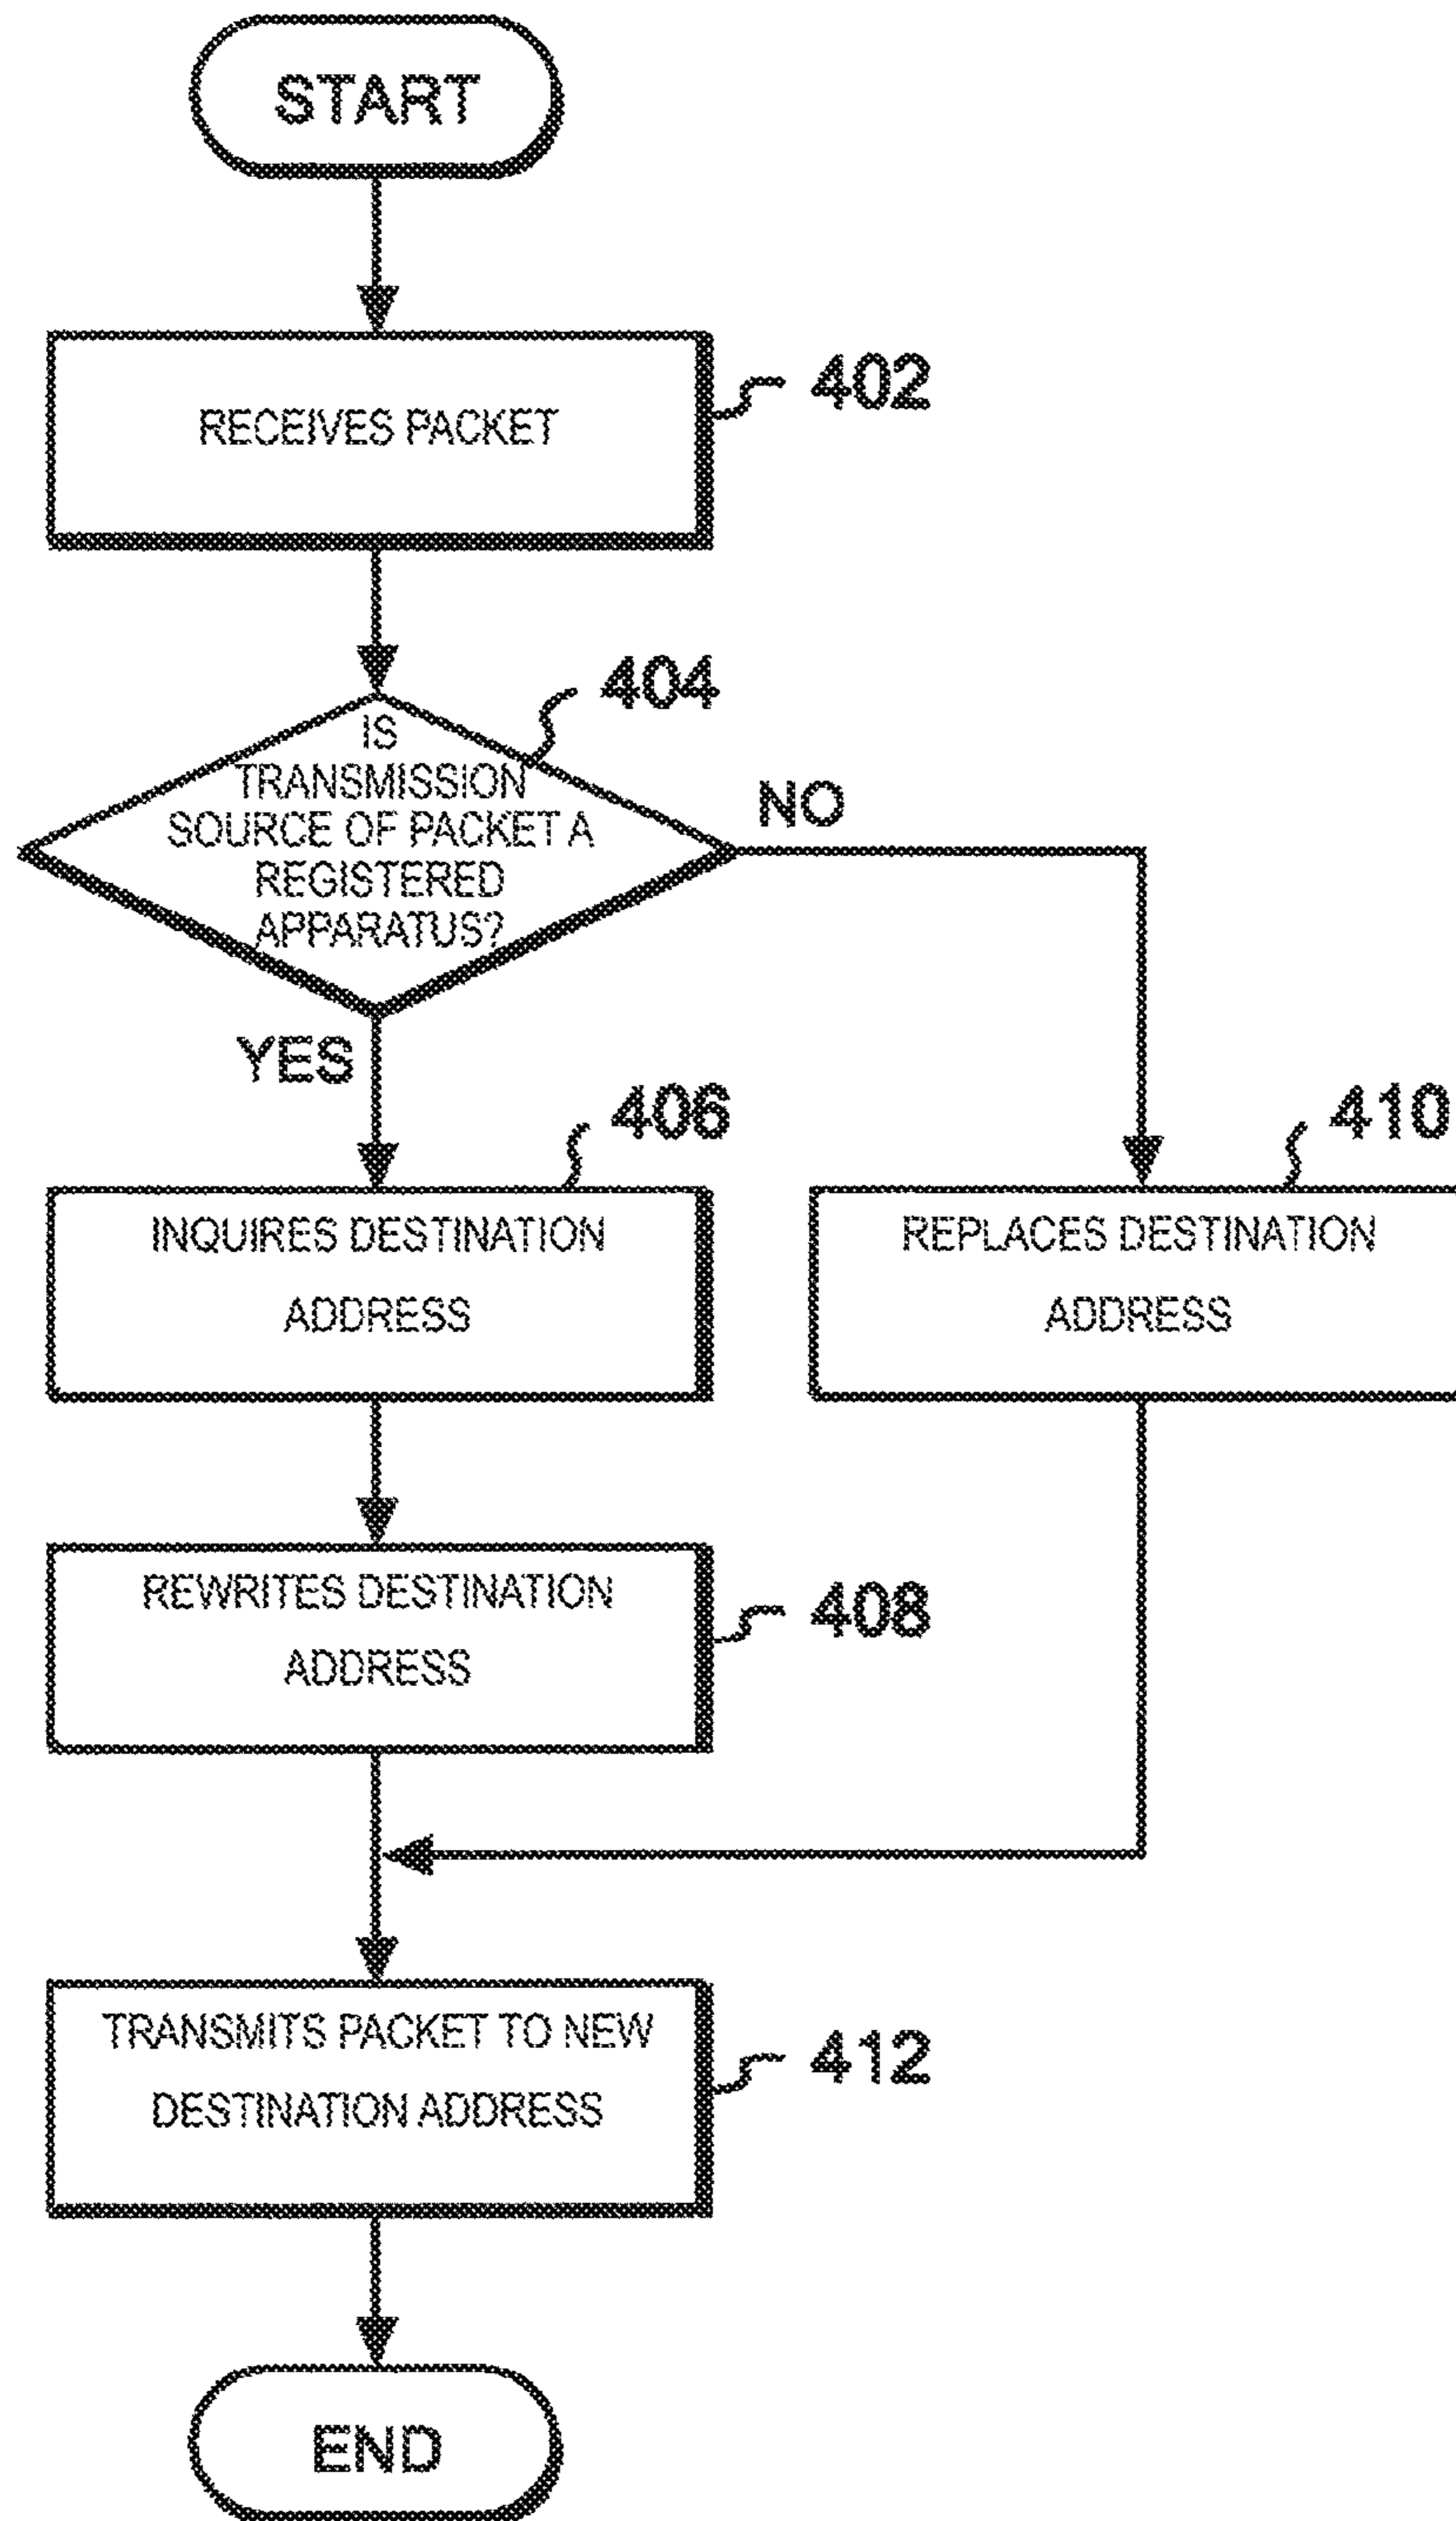 START
RECEIVES PACKET
402
404
IS
TRANSMISSION
SOURCE OF PACKET A
REGISTERED
APPARATUS?
NO
YES
406
INQUIRES DESTINATION
ADDRESS
410
REPLACES DESTINATION
ADDRESS
REWRITES DESTINATION
ADDRESS
408
TRANSMITS PACKET TO NEW
DESTINATION ADDRESS
412
END